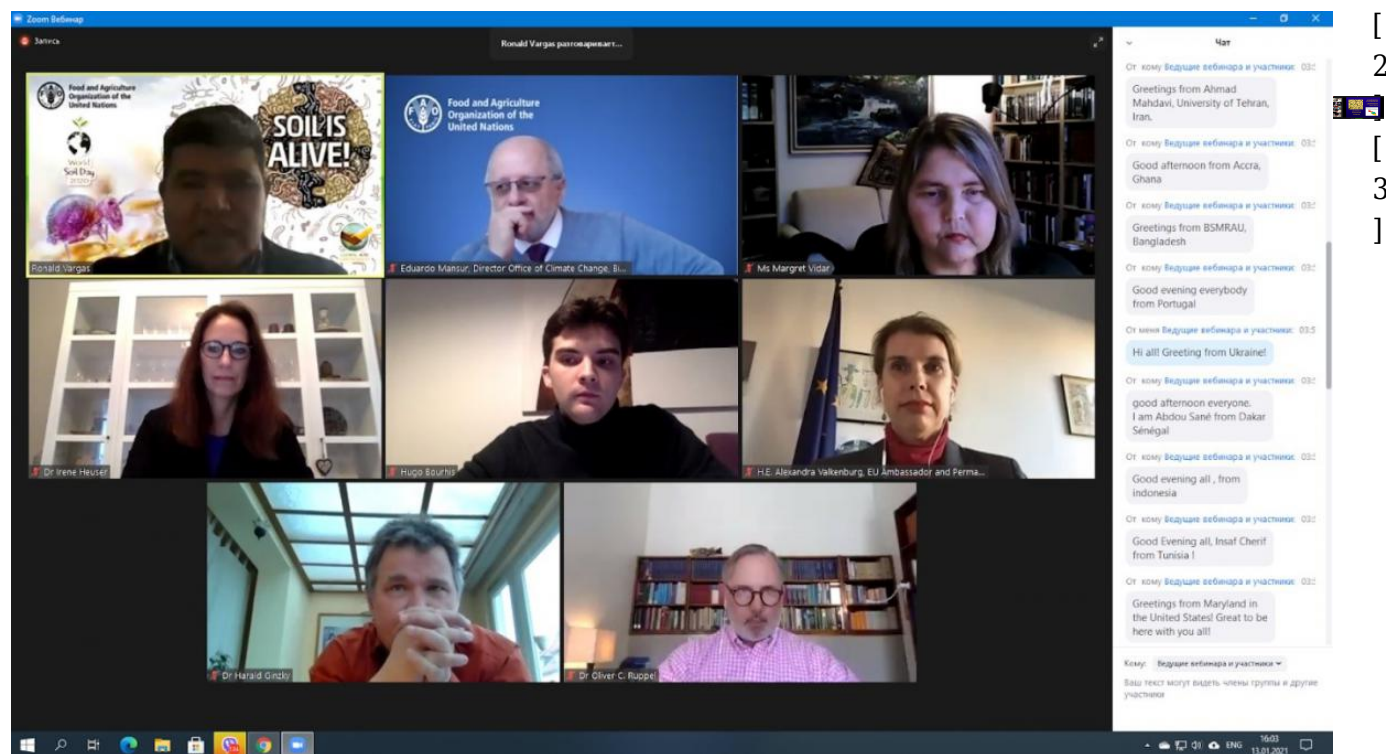 Zoom Вебинар
Запись
Ronald Vargas разговаривает...
Food and Agriculture
Organization of the
United Nations
World
Soil Day
2020
SOIL IS
ALIVE!
Ronald Vargas
FAO
Food and Agriculture
Organization of the
United Nations
Eduardo Mansur, Director Office of Climate Change, Bi...
Ms Margret Vidar
Dr Irene Heuser
Hugo Bourhis
H.E. Alexandra Valkenburg, EU Ambassador and Perma...
Dr Harald Ginzky
Dr Oliver C. Ruppel
Чат
От кому Ведущие вебинара и участники:
Greetings from Ahmad
Mahdavi, University of Tehran,
Iran.
От кому Ведущие вебинара и участники:
Good afternoon from Accra,
Ghana
От кому Ведущие вебинара и участники:
Greetings from BSMRAU,
Bangladesh
От кому Ведущие вебинара и участники:
Good evening everybody
from Portugal
От меня Ведущие вебинара и участники: 03:5
Hi all! Greeting from Ukraine!
От кому Ведущие вебинара и участники:
good afternoon everyone.
I am Abdou Sané from Dakar
Sénégal
От кому Ведущие вебинара и участники:
Good evening all , from
indonesia
От кому Ведущие вебинара и участники:
Good Evening all, Insaf Cherif
from Tunisia !
От кому Ведущие вебинара и участники:
Greetings from Maryland in
the United States! Great to be
here with you all!
Кому: Ведущие вебинара и участники
Ваш текст могут видеть члены группы и другие
участники
ENG
16:03
13.01.2021
[
2
]
[
3
]